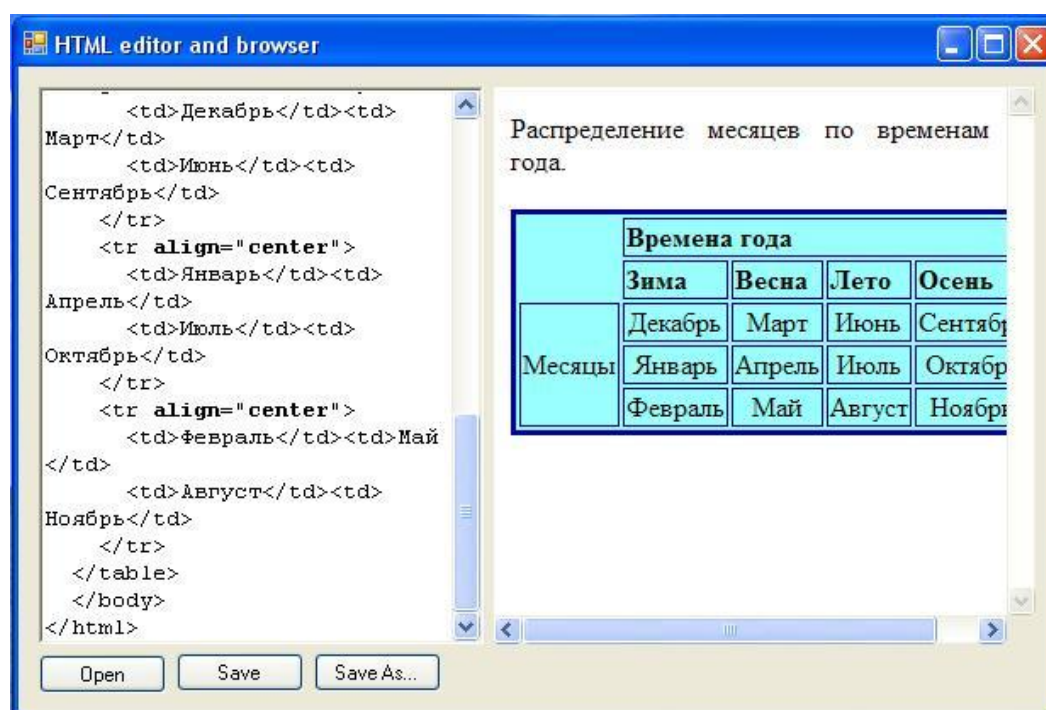 HTML editor and browser
<td>Декабрь</td><td>
Март</td>
<td>Июнь</td><td>
Сентябрь</td>
</tr>
<tr align="center">
<td>Январь</td><td>
Апрель</td>
<td>Июль</td><td>
Октябрь</td>
</tr>
<tr align="center">
<td>Февраль</td><td>Май
</td>
<td>Август</td><td>
Ноябрь</td>
</tr>
</table>
</body>
</html>
Распределение месяцев по временам
года.
Времена года
Зима Весна Лето Осень
Декабрь Март Июнь Сентябр
Месяцы Январь Апрель Июль Октябр
Февраль Май Август Ноябр
Open Save Save As...